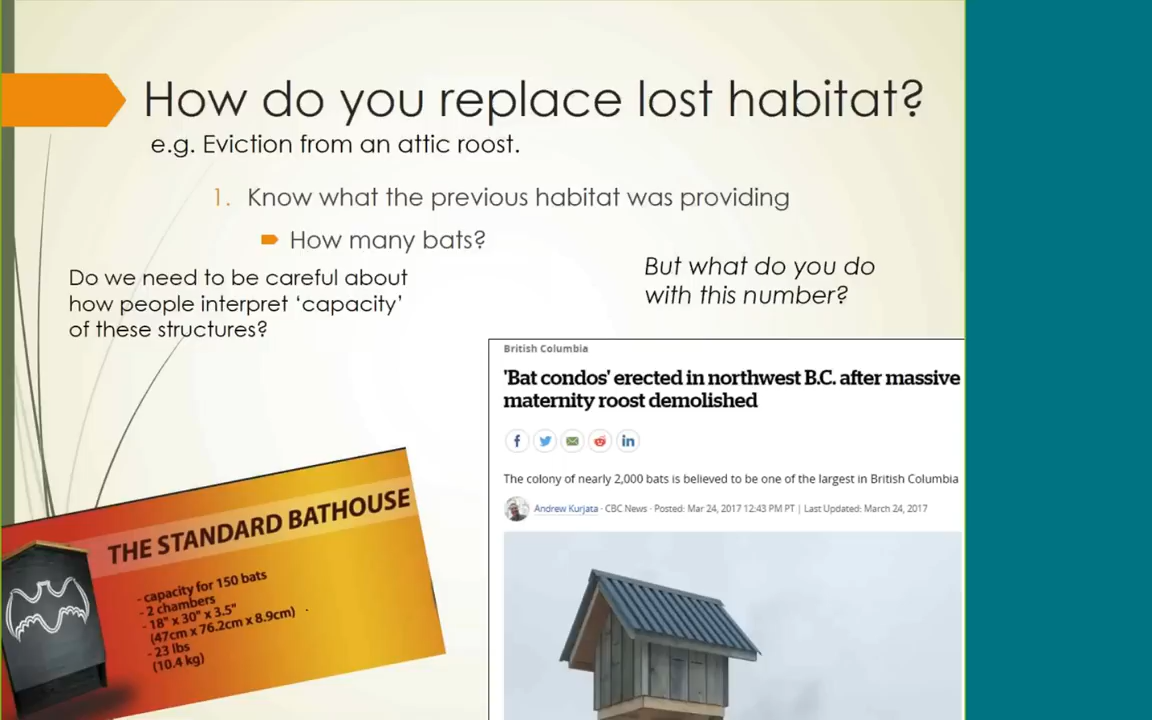 How do you replace lost habitat?
e.g. Eviction from an attic roost.
1. Know what the previous habitat was providing
How many bats?
Do we need to be careful about
how people interpret ‘capacity’
of these structures?
But what do you do
with this number?
British Columbia
'Bat condos' erected in northwest B.C. after massive
maternity roost demolished
The colony of nearly 2,000 bats is believed to be one of the largest in British Columbia
Andrew Kurjata · CBC News · Posted: Mar 24, 2017 12:43 PM PT | Last Updated: March 24, 2017
THE STANDARD BATHOUSE
- capacity for 150 bats
- 2 chambers
- 18" x 30" x 3.5"
(47cm x 76.2cm x 8.9cm)
- 23 lbs
(10.4 kg)